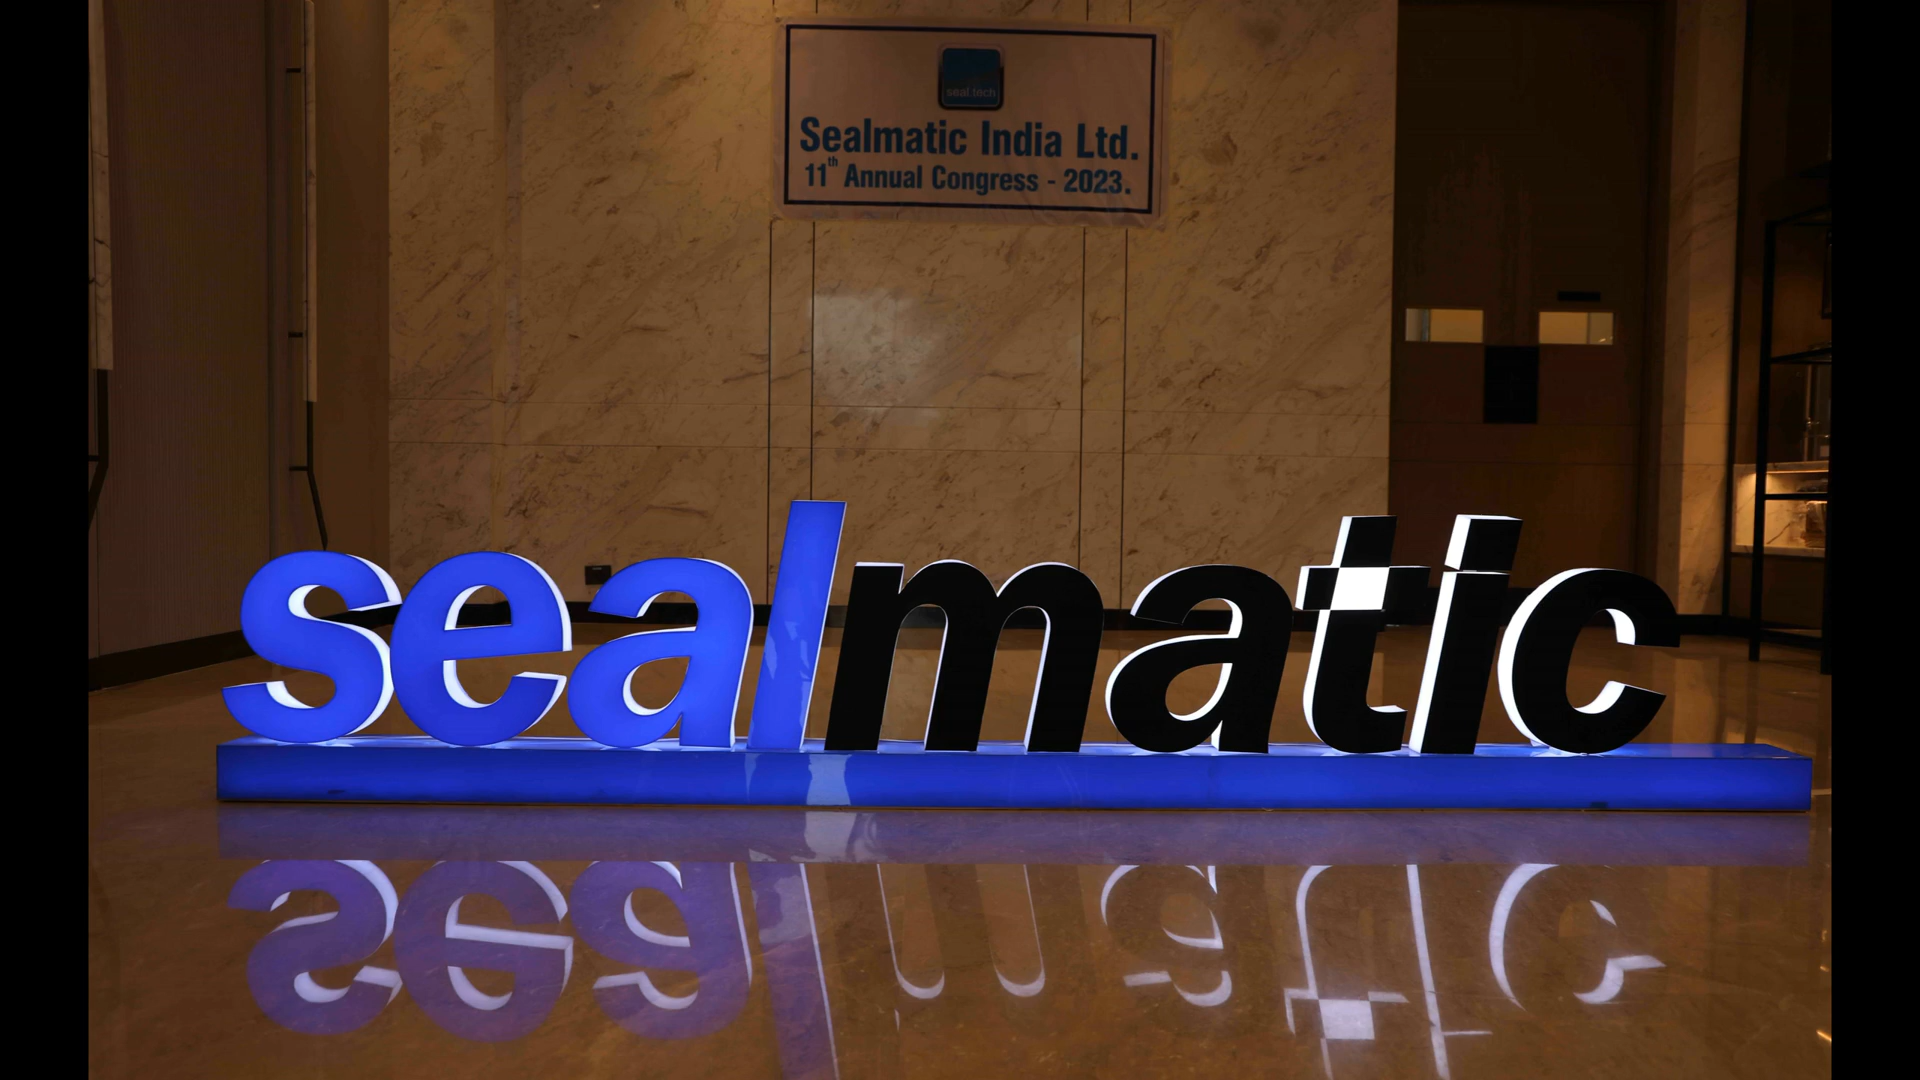 seal tech
Sealmatic India Ltd.
11th Annual Congress - 2023.
sealmatic